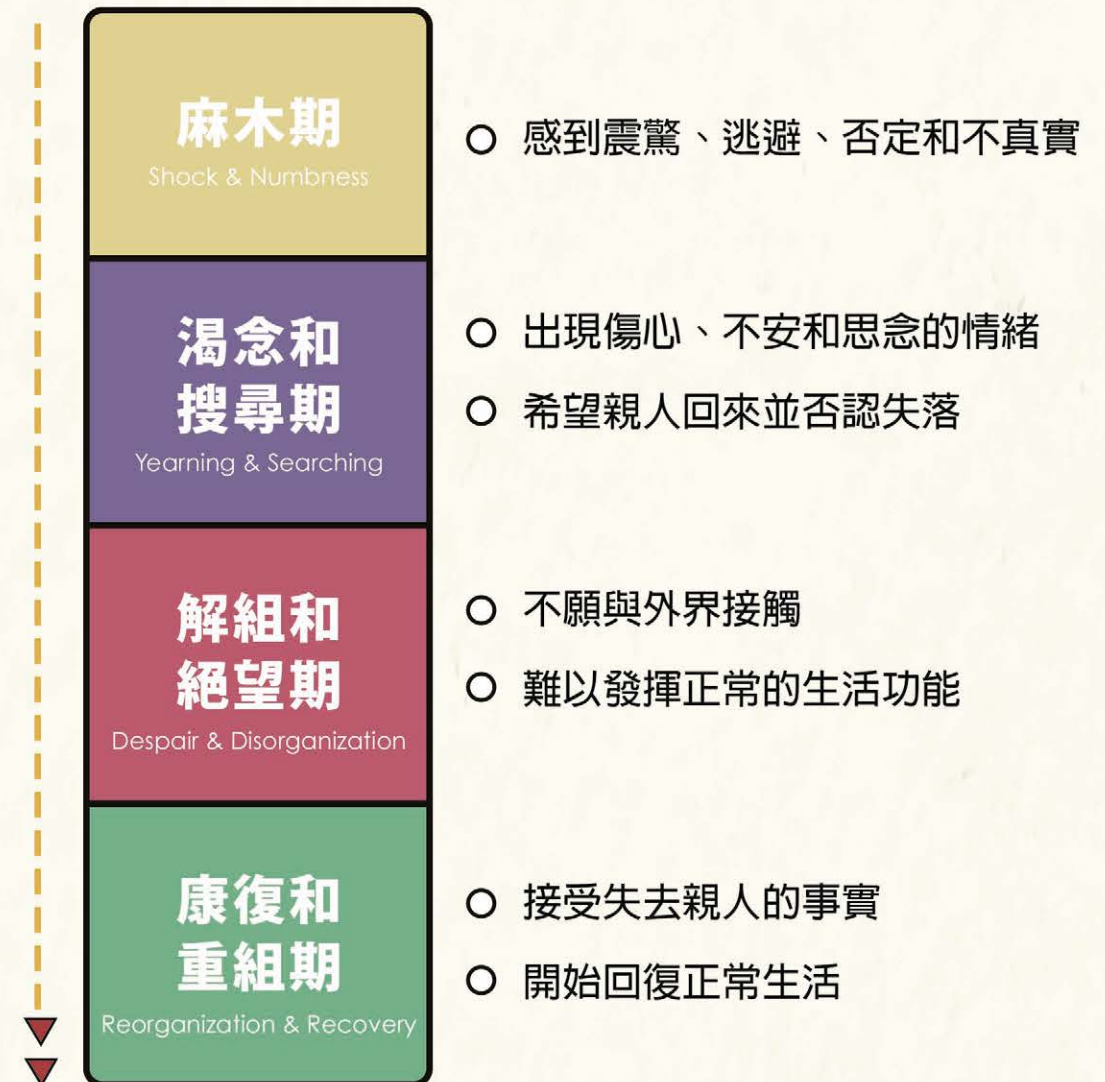 麻木期
Shock & Numbness
感到震驚、逃避、否定和不真實
渴念和
搜尋期
Yearning & Searching
出現傷心、不安和思念的情緒
希望親人回來並否認失落
解組和
絕望期
Despair & Disorganization
不願與外界接觸
難以發揮正常的生活功能
康復和
重組期
Reorganization & Recovery
接受失去親人的事實
開始回復正常生活